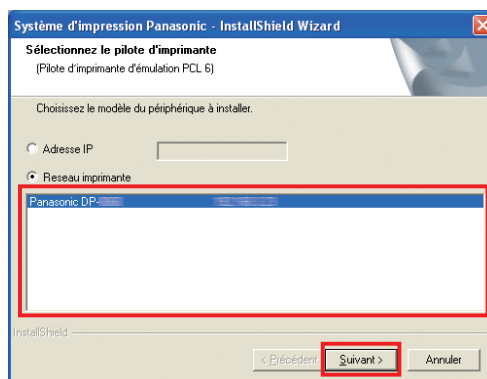 Système d'impression Panasonic - InstallShield Wizard
Sélectionnez le pilote d'imprimante
(Pilote d'imprimante d'émulation PCL 6)
Choisissez le modèle du périphérique à installer.
Adresse IP
Reseau imprimante
Panasonic DP-
InstallShield
< Précédent
Suivant >
Annuler